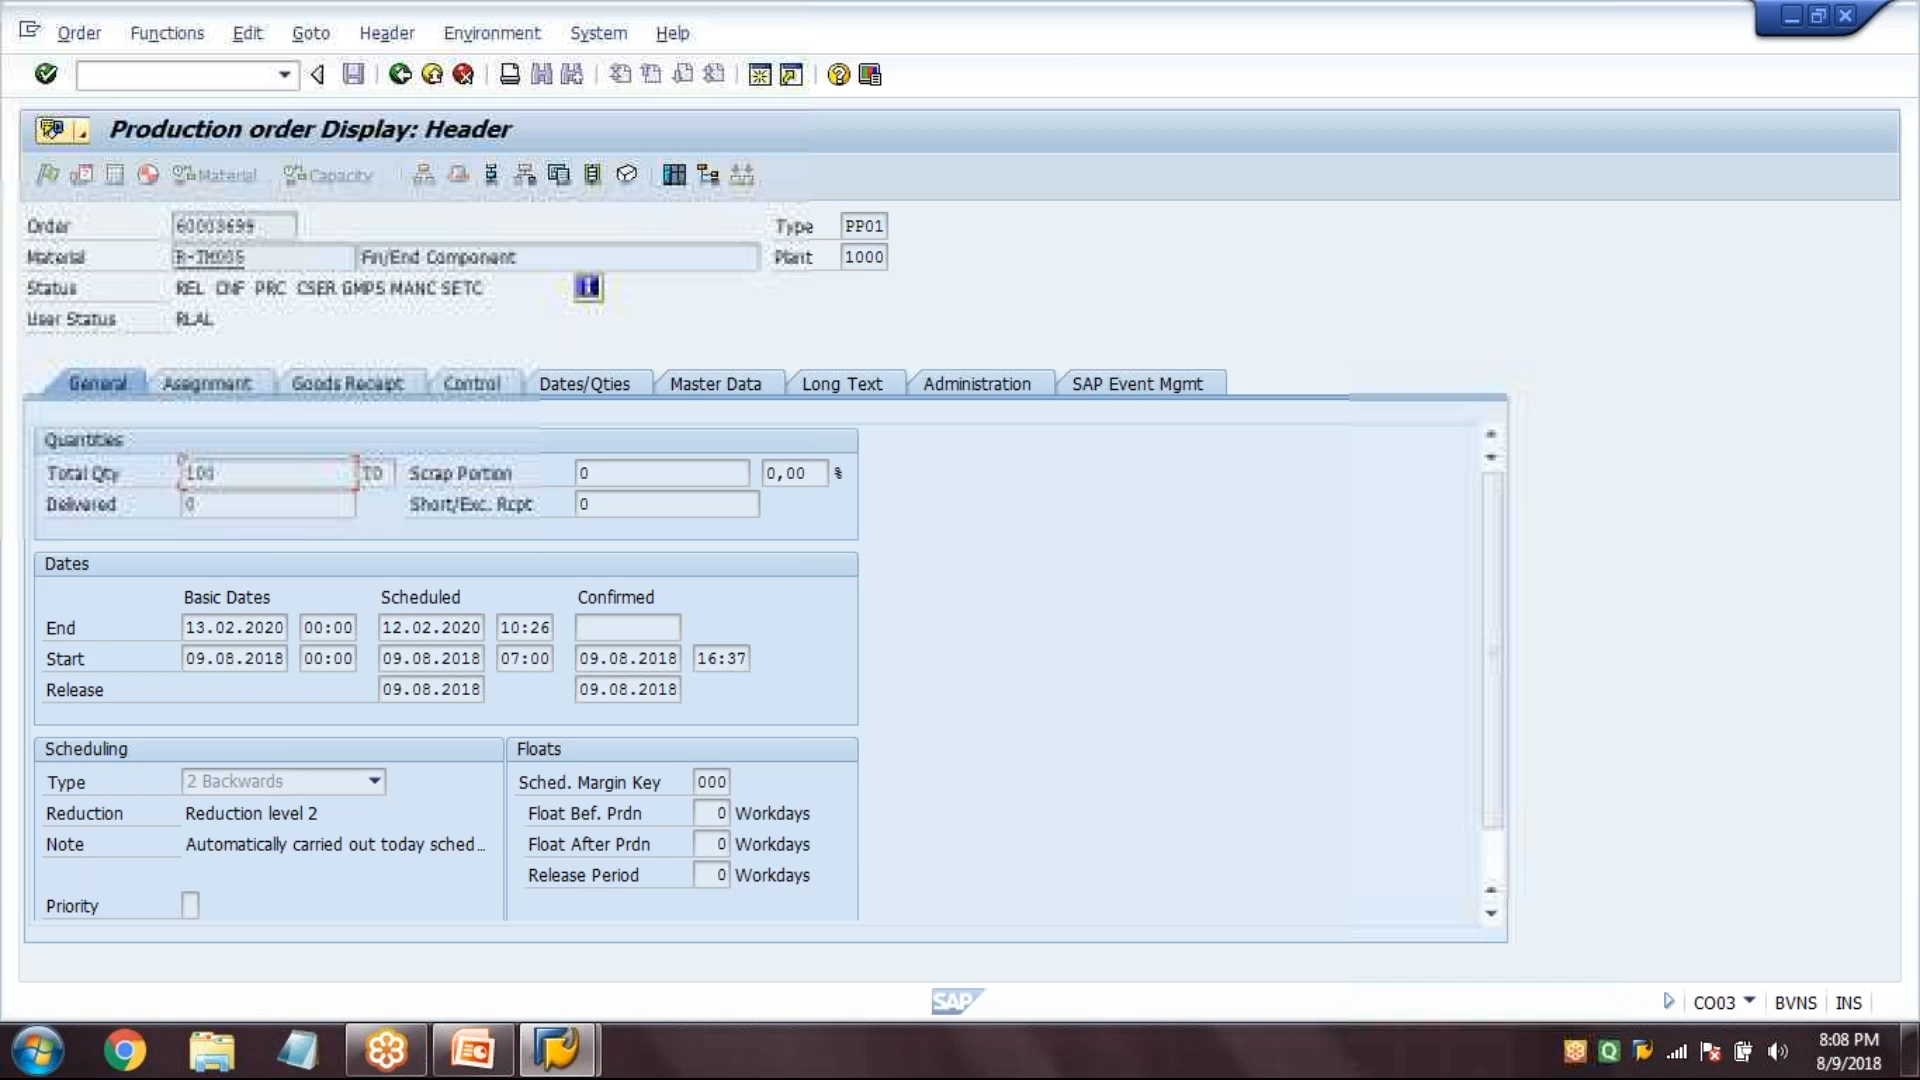 Order Functions Edit Goto Header Environment System Help
Production order Display: Header
Material Capacity
Order 60003699 Type PP01
Material Fin/End Component Plant 1000
Status REL CNF PRC CSER GMPS MANC SETC
User Status RLAL
General Assignment Goods Receipt Control Dates/Qties Master Data Long Text Administration SAP Event Mgmt
Quantities
Total Qty 100 TO Scrap Portion 0 0,00 %
Delivered 0 Short/Exc. Rcpt 0
Dates
Basic Dates Scheduled Confirmed
End 13.02.2020 00:00 12.02.2020 10:26
Start 09.08.2018 00:00 09.08.2018 07:00 09.08.2018 16:37
Release 09.08.2018 09.08.2018
Scheduling Floats
Type 2 Backwards Sched. Margin Key 000
Reduction Reduction level 2 Float Bef. Prdn 0 Workdays
Note Automatically carried out today sched... Float After Prdn 0 Workdays
Release Period 0 Workdays
Priority
SAP CO03 BVNS INS
8:08 PM
8/9/2018